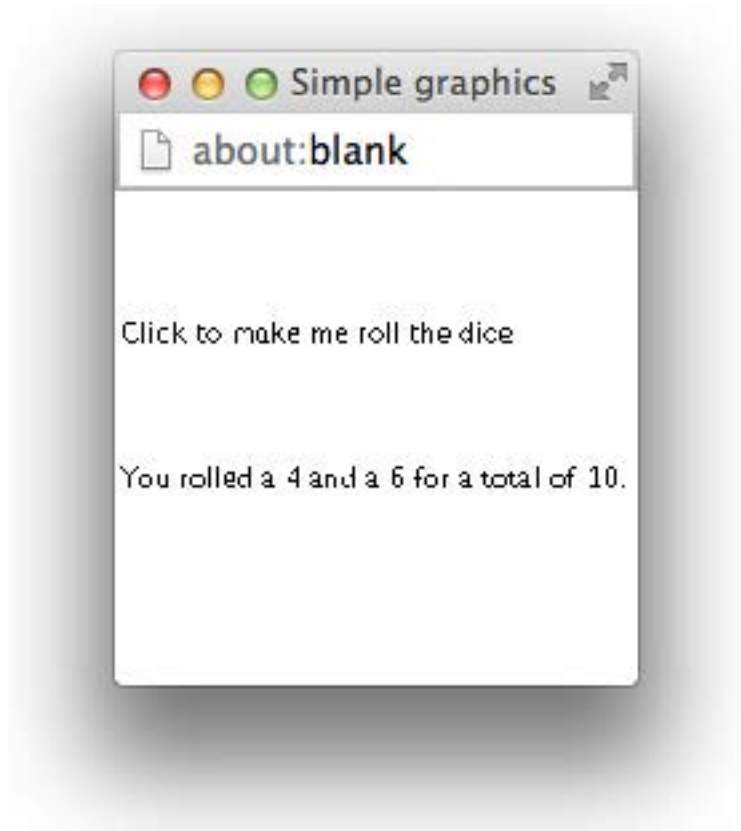 Simple graphics
about:blank
Click to make me roll the dice
You rolled a 4 and a 6 for a total of 10.